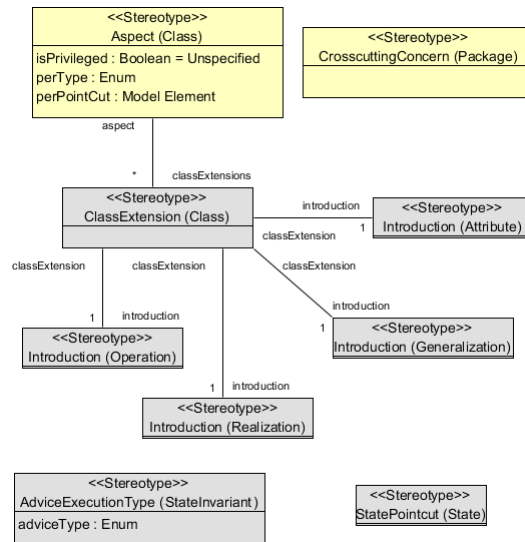 <<Stereotype>>
Aspect (Class)
isPrivileged : Boolean = Unspecified
perType : Enum
perPointCut : Model Element
<<Stereotype>>
CrosscuttingConcern (Package)
aspect
*
classExtensions
<<Stereotype>>
ClassExtension (Class)
introduction
classExtension
1
<<Stereotype>>
Introduction (Attribute)
classExtension
classExtension
classExtension
1
introduction
<<Stereotype>>
Introduction (Operation)
introduction
1
<<Stereotype>>
Introduction (Generalization)
1
introduction
<<Stereotype>>
Introduction (Realization)
<<Stereotype>>
AdviceExecutionType (StateInvariant)
adviceType : Enum
<<Stereotype>>
StatePointcut (State)